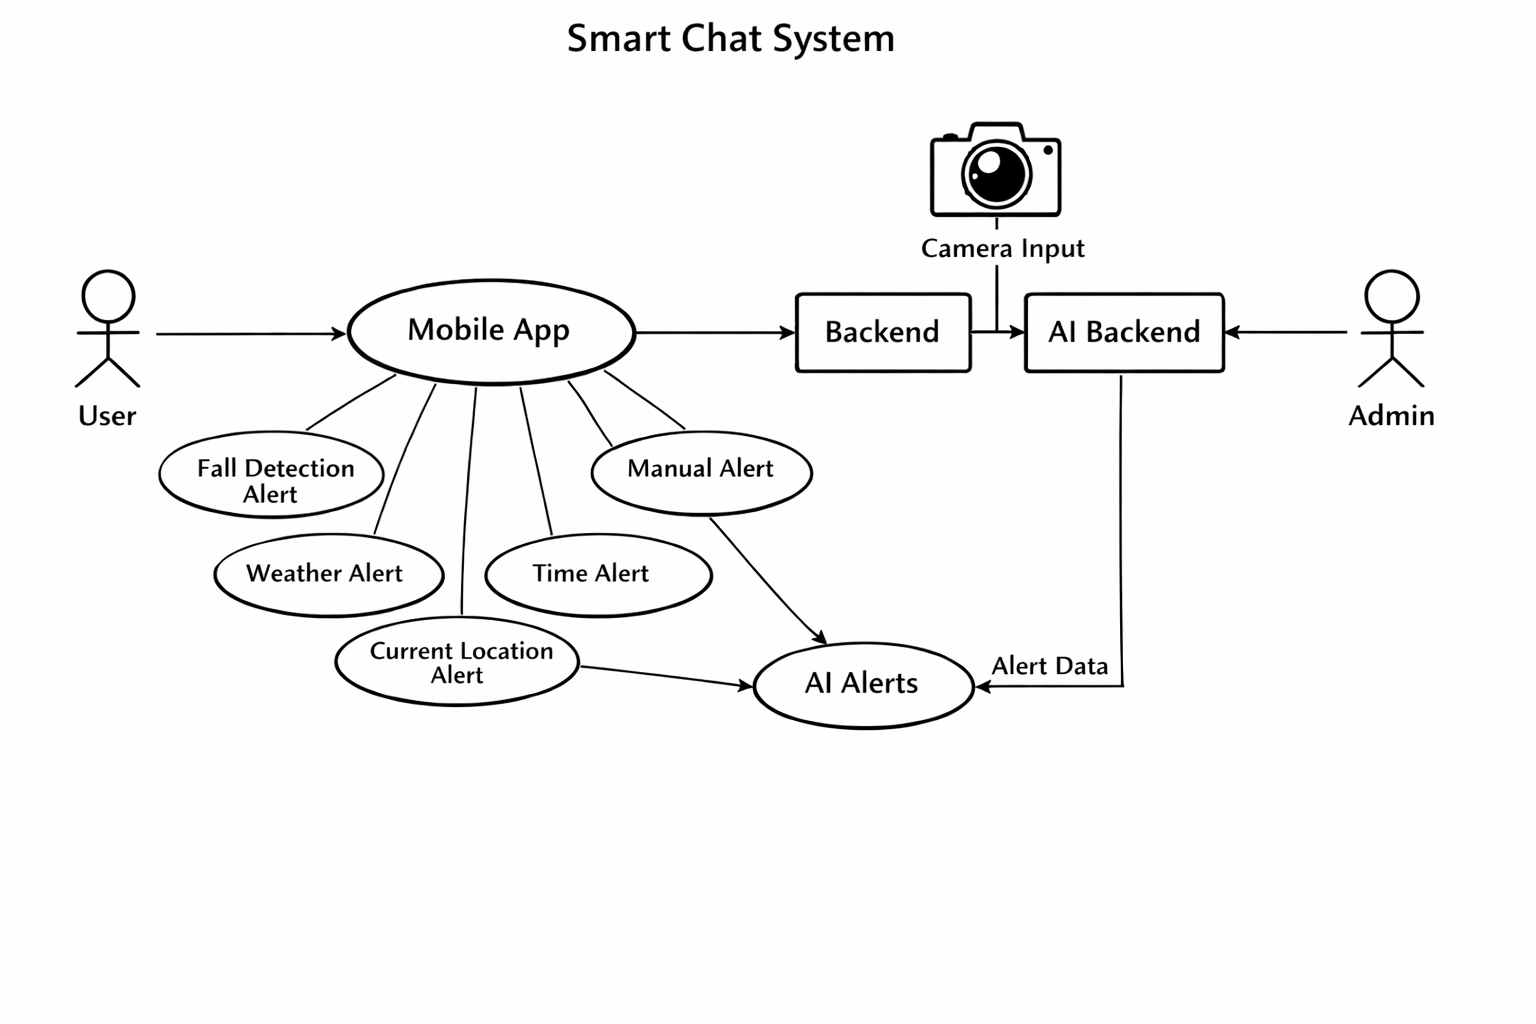 Smart Chat System
Camera Input
Mobile App
Backend
AI Backend
User
Admin
Fall Detection
Alert
Manual Alert
Weather Alert
Time Alert
Current Location
Alert
AI Alerts
Alert Data